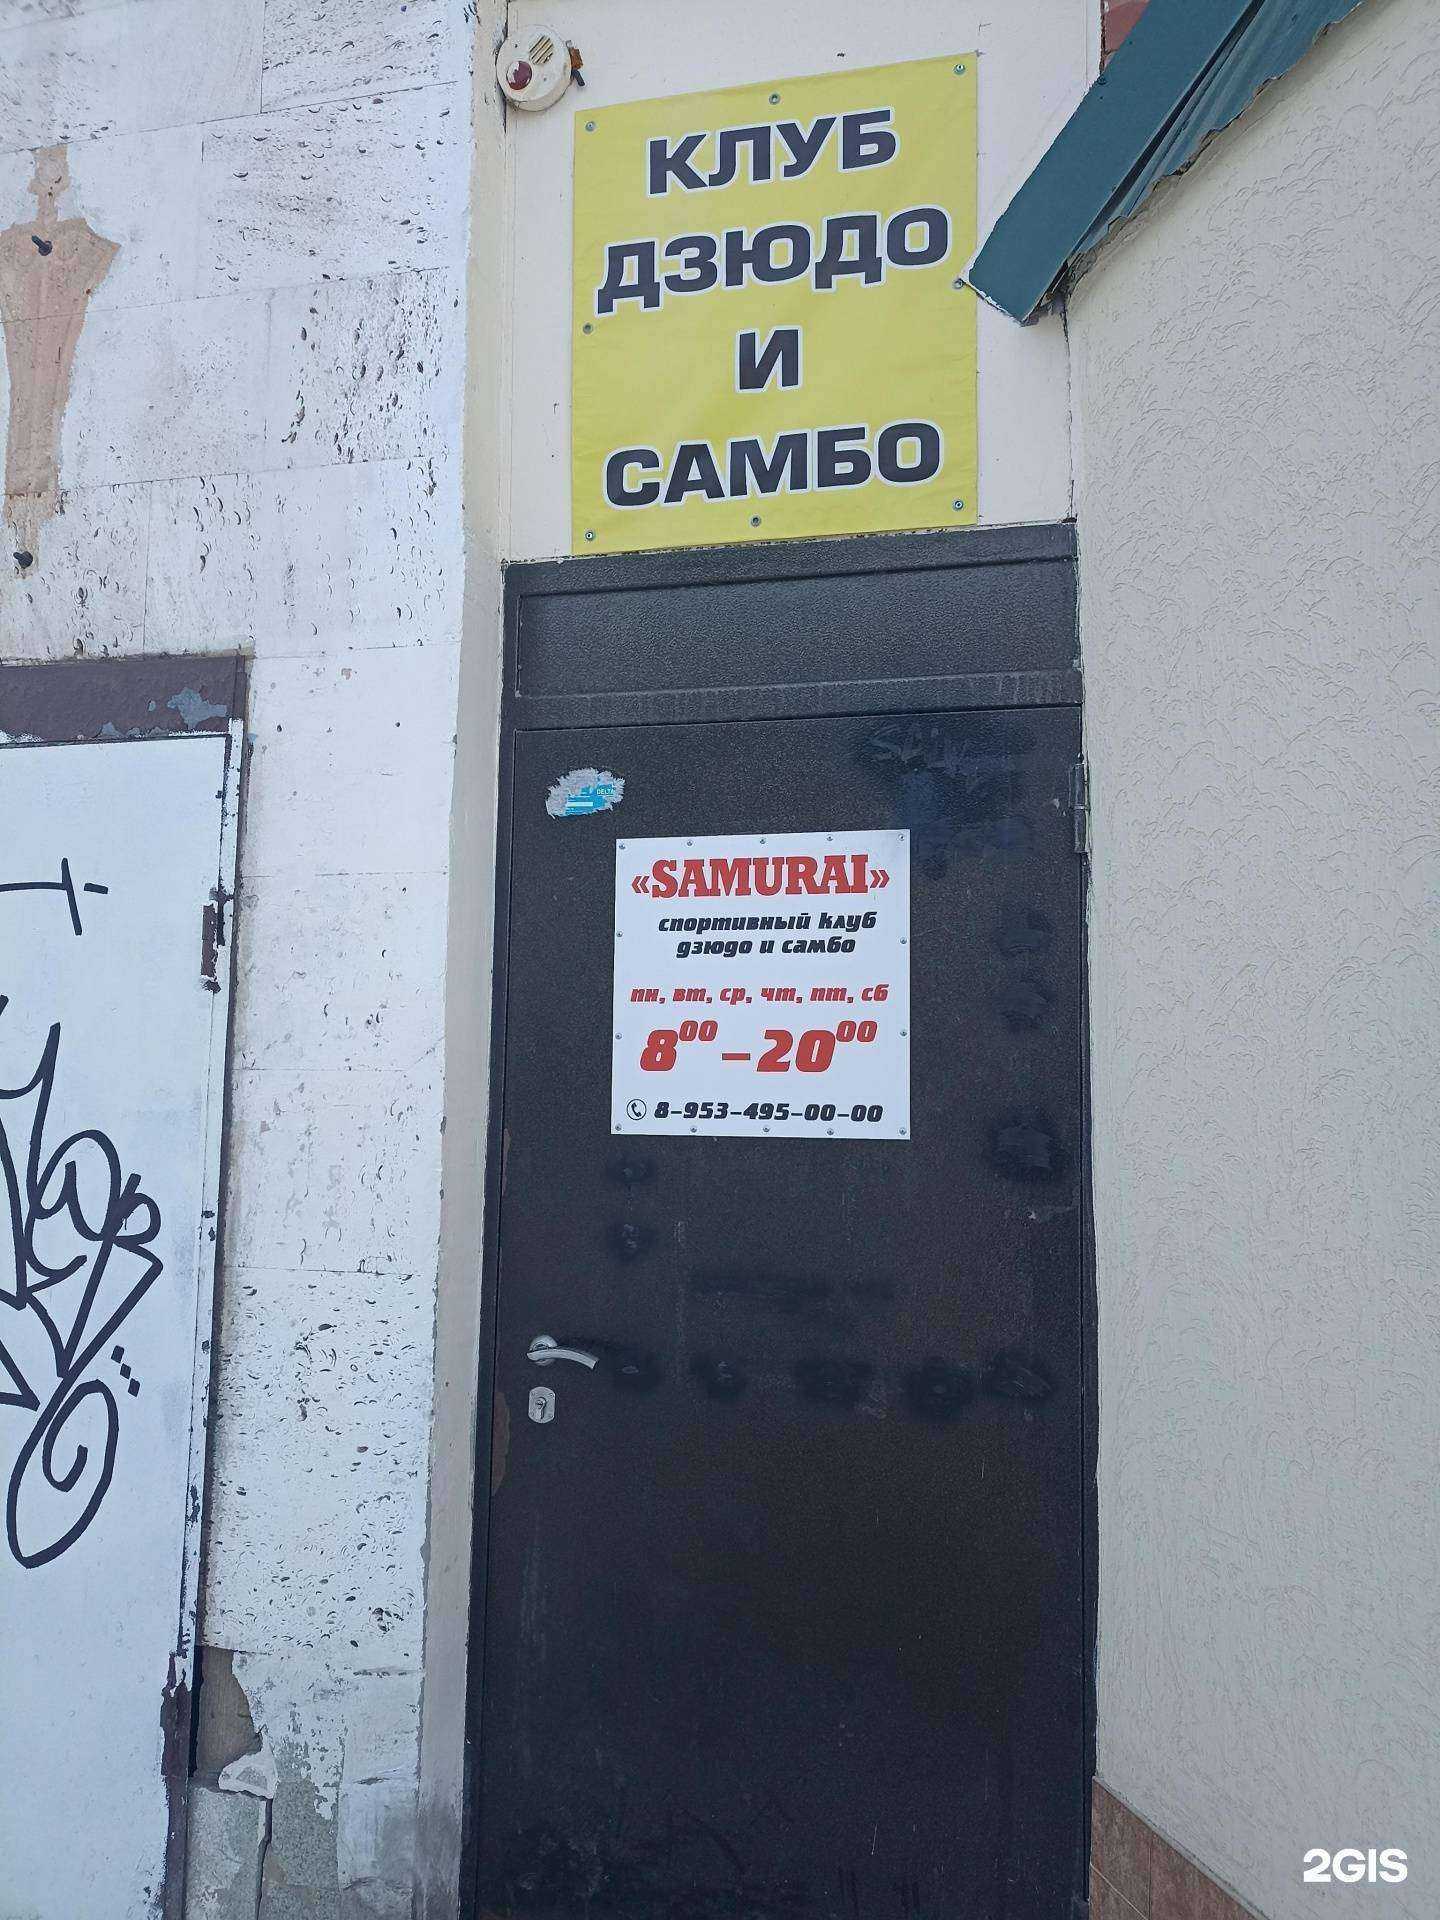 КЛУБ
ДЗЮДО
И
САМБО
DELTA
«SAMURAI»
спортивный клуб
дзюдо и самбо
пн, вт, ср, чт, пт, сб
8⁰⁰-20⁰⁰
8-953-495-00-00
2GIS